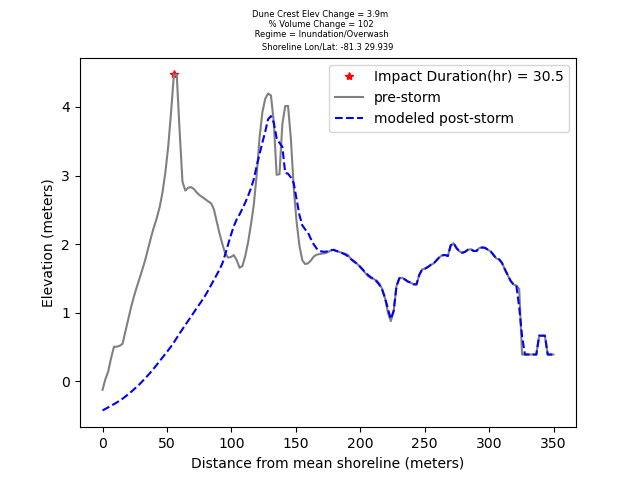 Dune Crest Elev Change = 3.9m
% Volume Change = 102
Regime = Inundation/Overwash
Shoreline Lon/Lat: -81.3 29.939
Impact Duration(hr) = 30.5
pre-storm
modeled post-storm
Elevation (meters)
4
3
2
1
0
0 50 100 150 200 250 300 350
Distance from mean shoreline (meters)